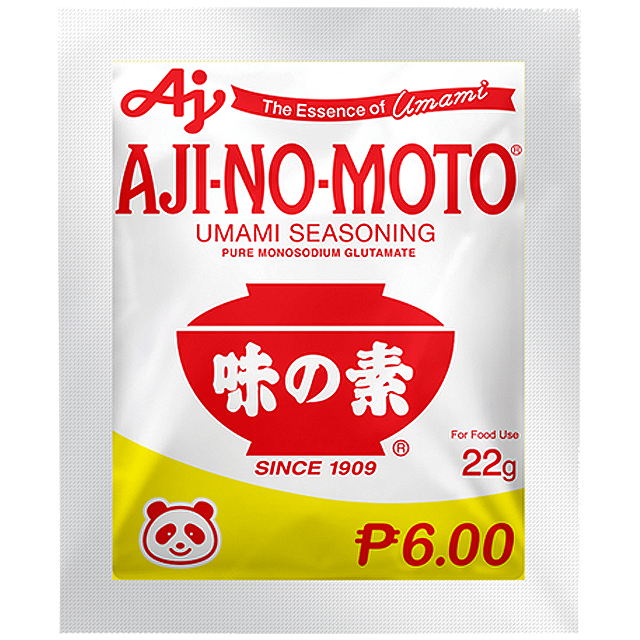 Aj The Essence of Umami
AJI-NO-MOTO®
UMAMI SEASONING
PURE MONOSODIUM GLUTAMATE
味の素
®
SINCE 1909
For Food Use
22g
₱6.00